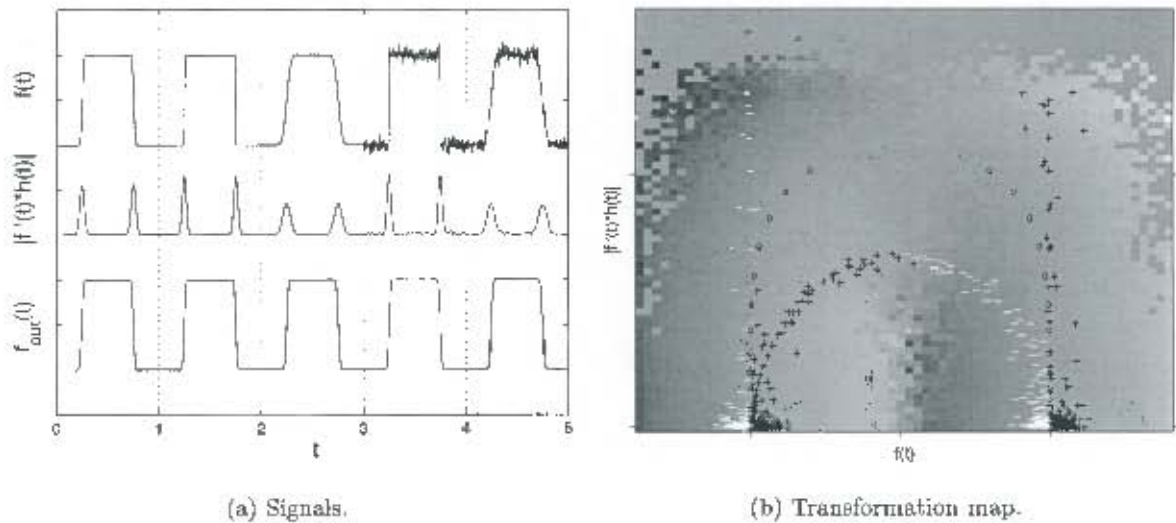 f(t)
|f '(t)*h(t)|
f_out(t)
0 1 2 3 4 5
t
|f '(t)*h(t)|
f(t)
(a) Signals.
(b) Transformation map.